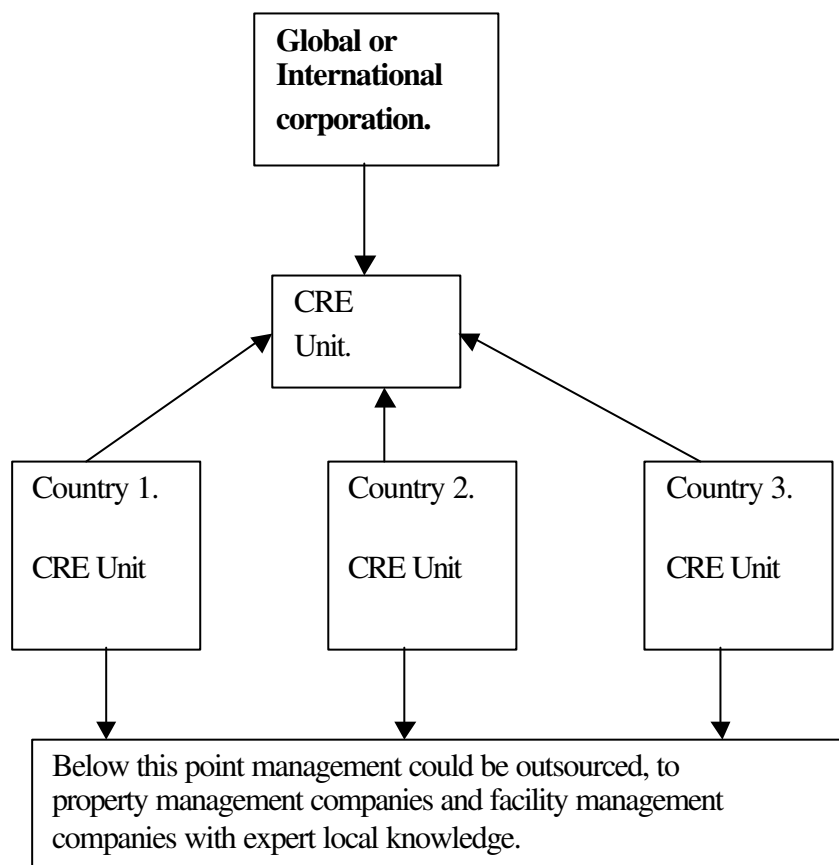 Global or
International
corporation.
CRE
Unit.
Country 1.
CRE Unit
Country 2.
CRE Unit
Country 3.
CRE Unit
Below this point management could be outsourced, to
property management companies and facility management
companies with expert local knowledge.